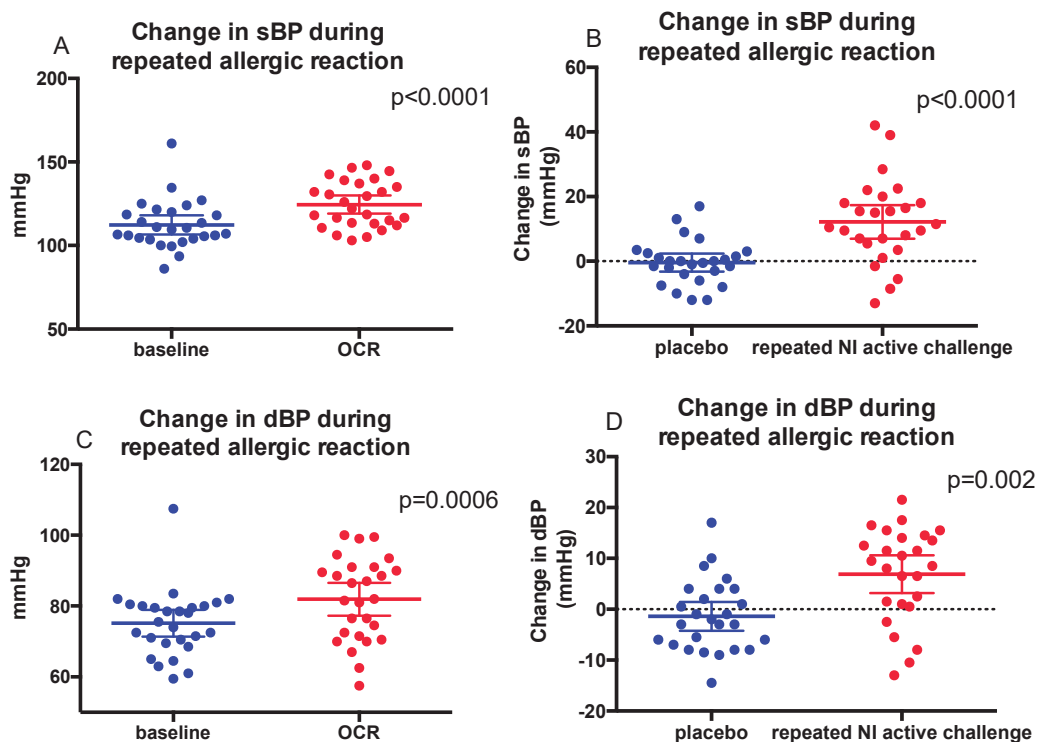 A
Change in sBP during
repeated allergic reaction
200
150
100
50
mmHg
p<0.0001
baseline
OCR
B
Change in sBP during
repeated allergic reaction
60
40
20
0
-20
Change in sBP
(mmHg)
p<0.0001
placebo
repeated NI active challenge
C
Change in dBP during
repeated allergic reaction
120
100
80
60
mmHg
p=0.0006
baseline
OCR
D
Change in dBP during
repeated allergic reaction
30
20
10
0
-10
-20
Change in dBP
(mmHg)
p=0.002
placebo
repeated NI active challenge